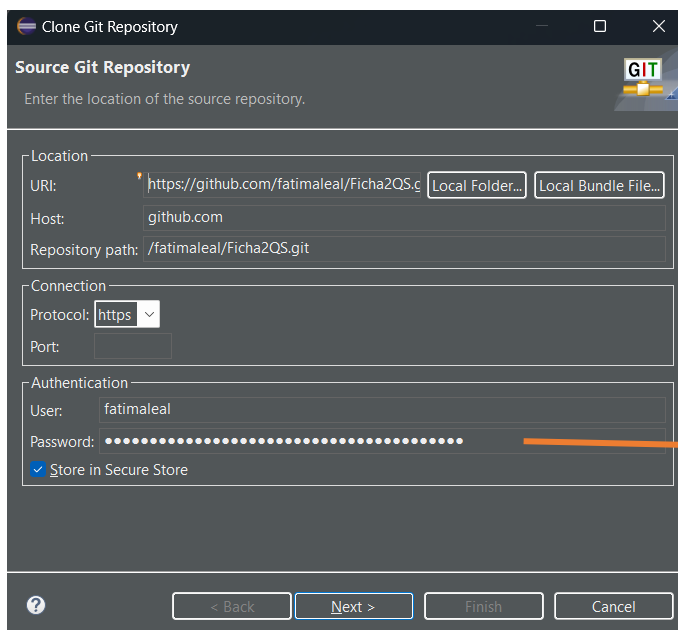 Clone Git Repository
Source Git Repository
GIT
Enter the location of the source repository.
Location
URI: https://github.com/fatimaleal/Ficha2QS.g Local Folder... Local Bundle File...
Host: github.com
Repository path: /fatimaleal/Ficha2QS.git
Connection
Protocol: https
Port:
Authentication
User: fatimaleal
Password: ●●●●●●●●●●●●●●●●●●●●●●●●●●●●●●●●●●●●●●●●
Store in Secure Store
? < Back Next > Finish Cancel